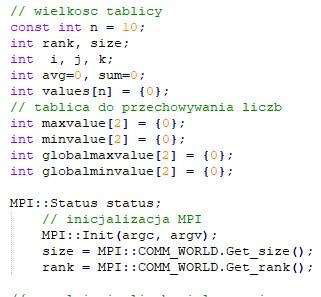 // wielkosc tablicy
const int n = 10;
int rank, size;
int  i, j, k;
int avg=0, sum=0;
int values[n] = {0};
// tablica do przechowywania liczb
int maxvalue[2] = {0};
int minvalue[2] = {0};
int globalmaxvalue[2] = {0};
int globalminvalue[2] = {0};
MPI::Status status;
// inicjalizacja MPI
MPI::Init(argc, argv);
size = MPI::COMM_WORLD.Get_size();
rank = MPI::COMM_WORLD.Get_rank();